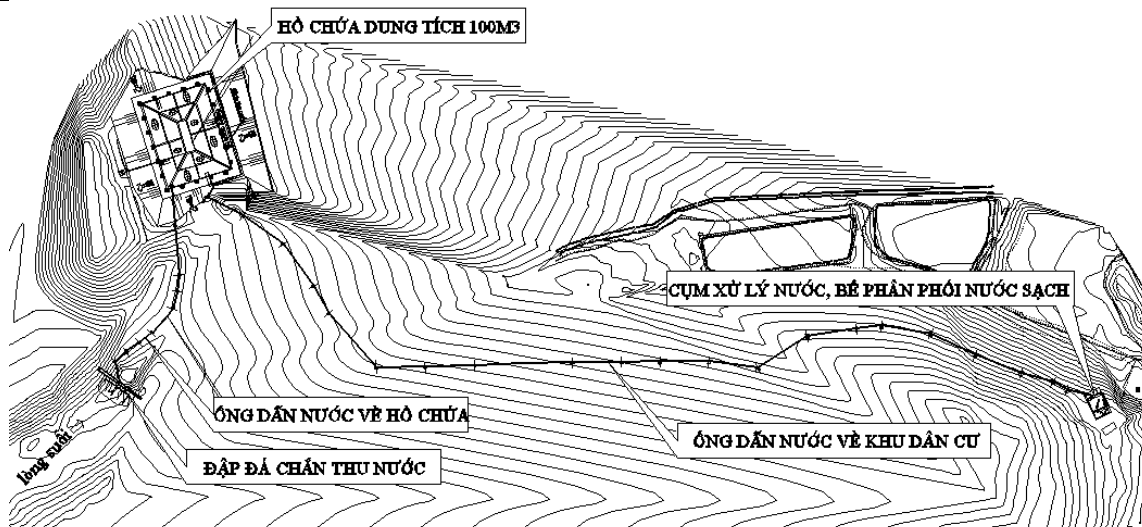 HỒ CHỨA DUNG TÍCH 100M3
CỤM XỬ LÝ NƯỚC, BỂ PHÂN PHỐI NƯỚC SẠCH
ỐNG DẪN NƯỚC VỀ HỒ CHỨA
ỐNG DẪN NƯỚC VỀ KHU DÂN CƯ
lòng suối
ĐẬP ĐÁ CHẮN THU NƯỚC